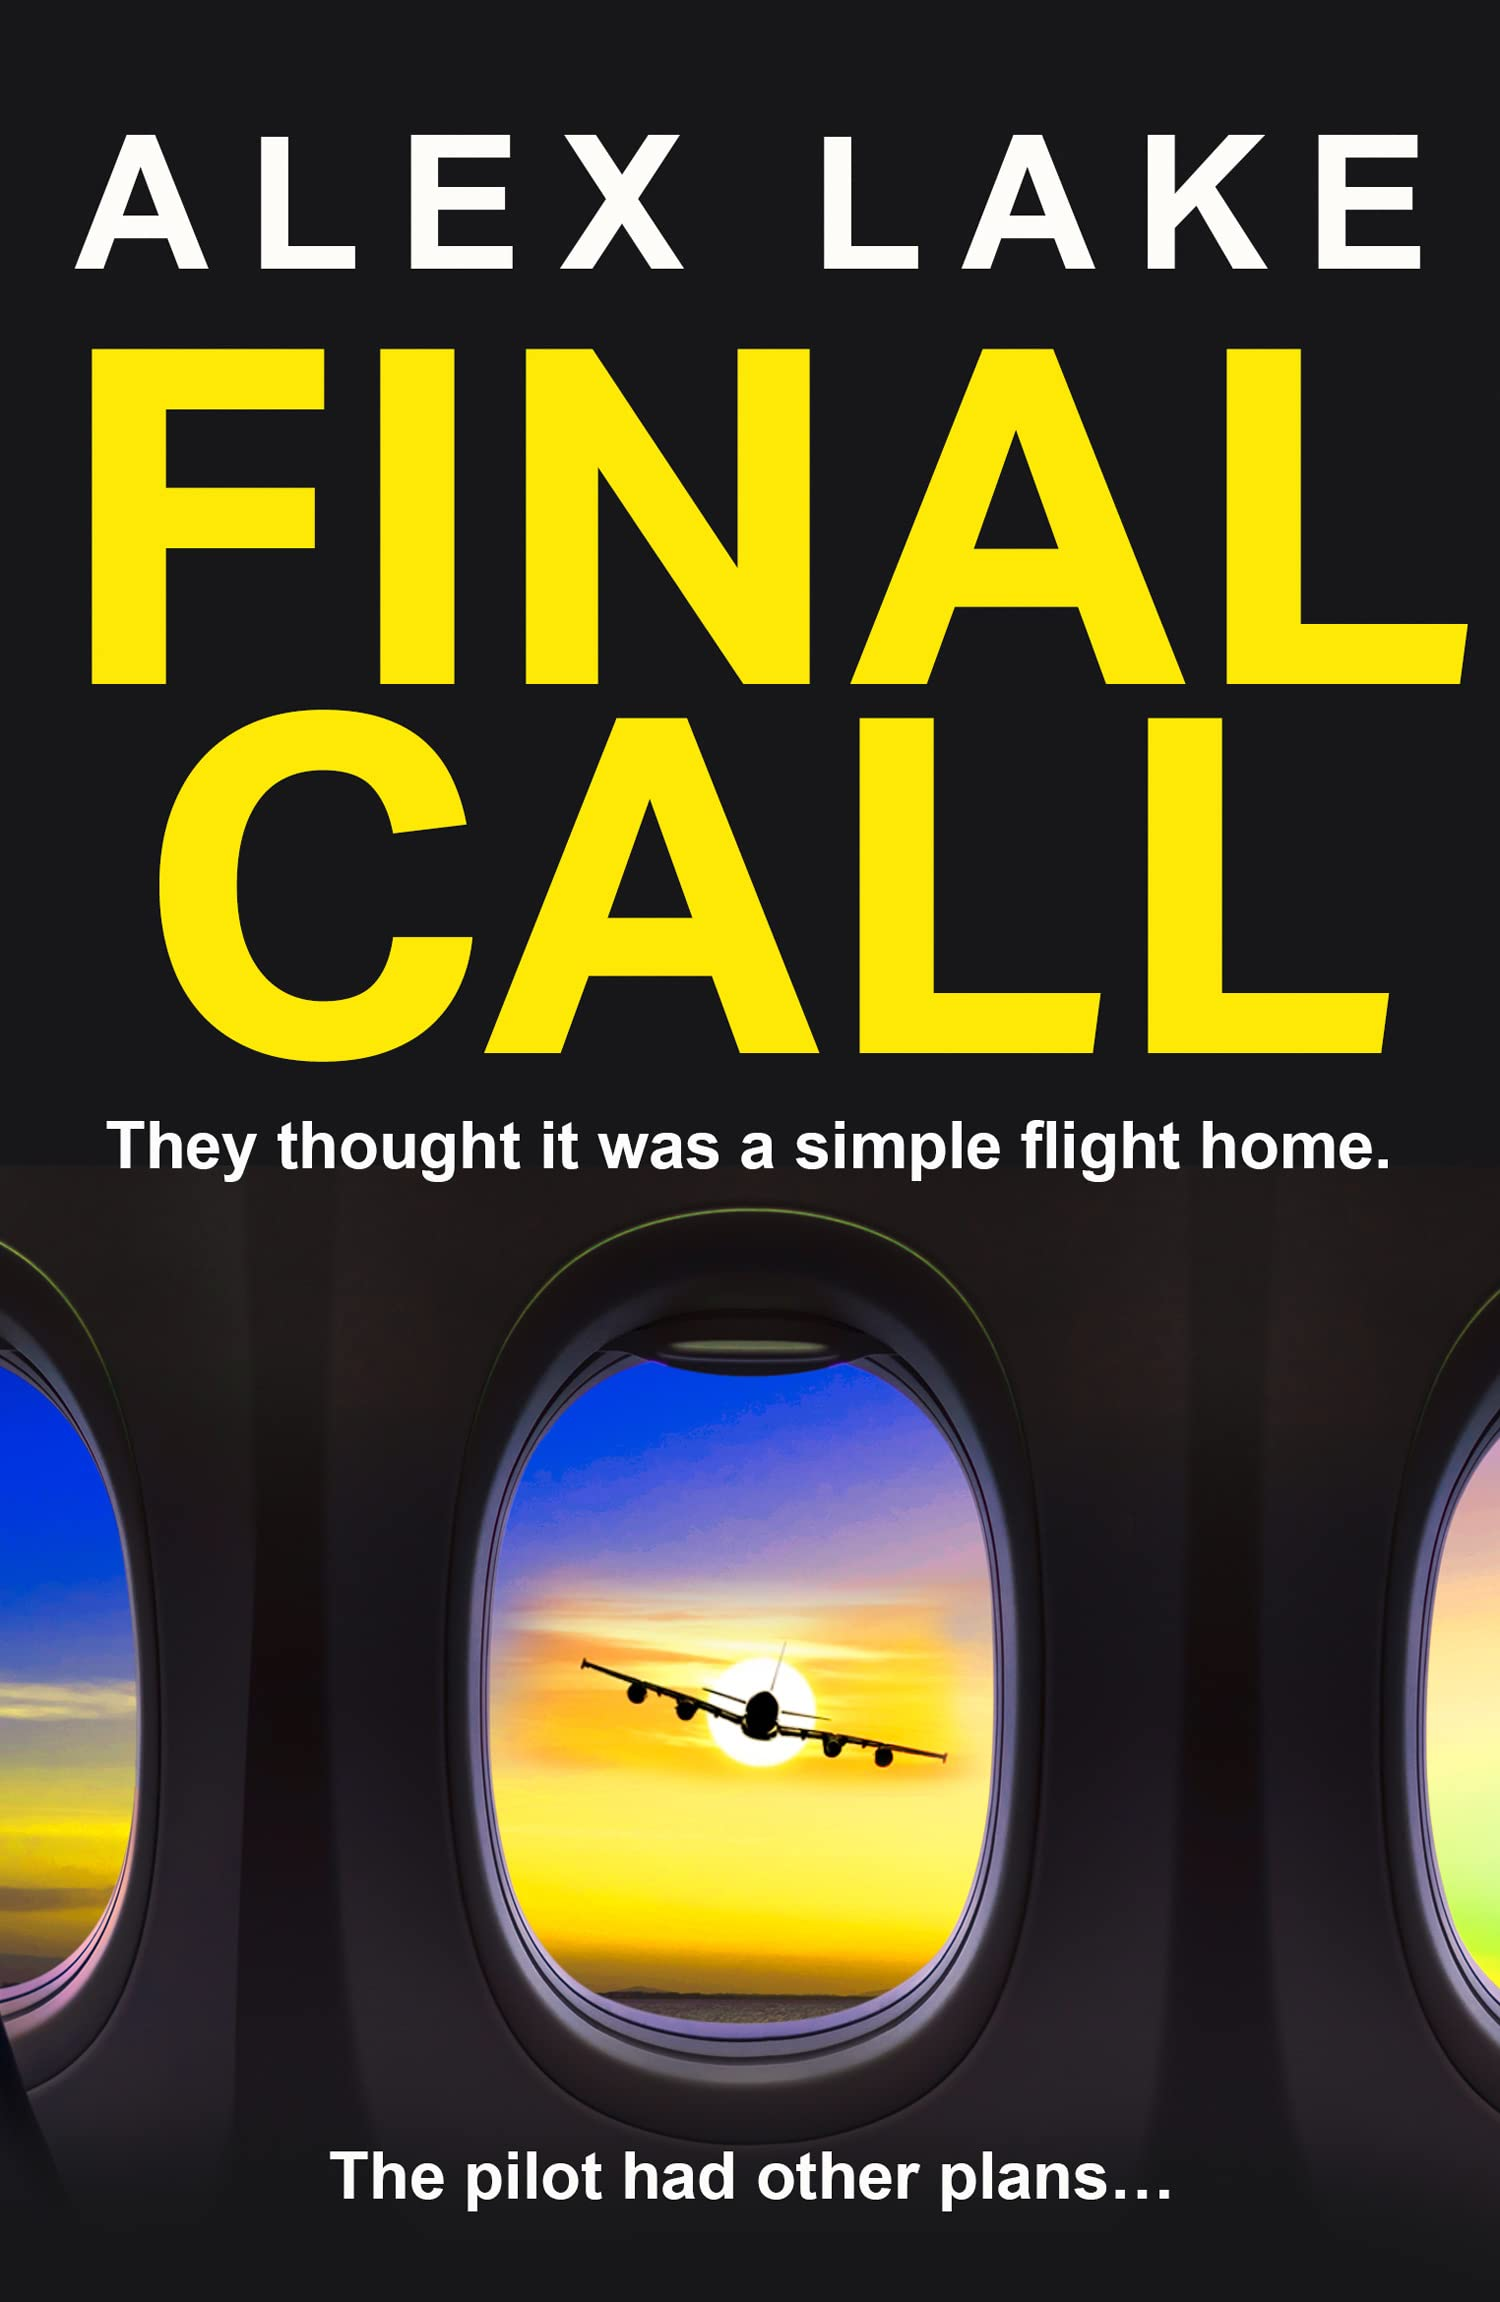 ALEX LAKE
FINAL
CALL
They thought it was a simple flight home.
The pilot had other plans...